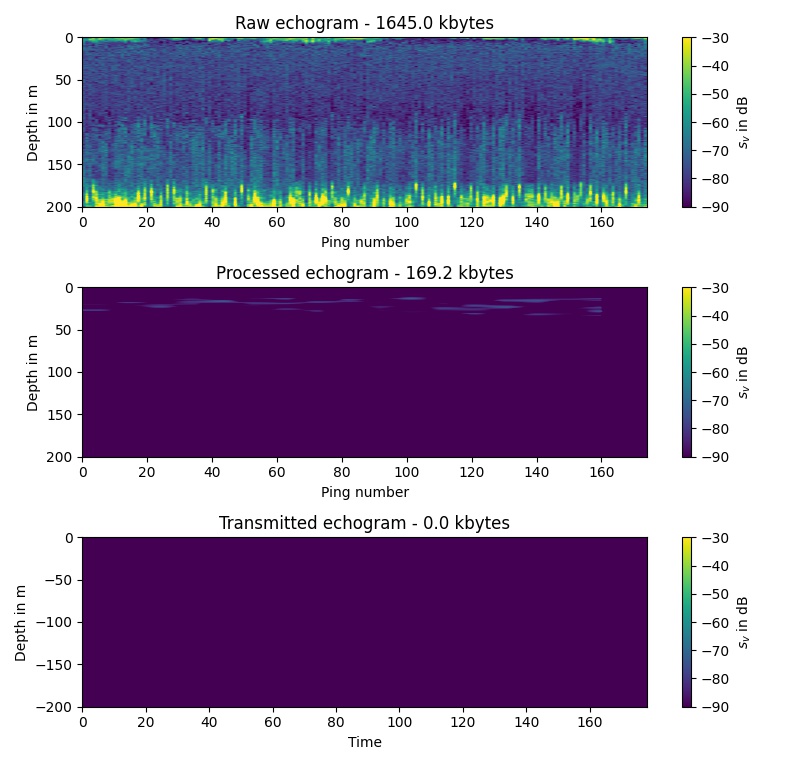 Raw echogram - 1645.0 kbytes
0
50
100
150
200
Depth in m
0 20 40 60 80 100 120 140 160
Ping number
−30
−40
−50
−60
−70
−80
−90
sv in dB
Processed echogram - 169.2 kbytes
0
50
100
150
200
Depth in m
0 20 40 60 80 100 120 140 160
Ping number
−30
−40
−50
−60
−70
−80
−90
sv in dB
Transmitted echogram - 0.0 kbytes
0
−50
−100
−150
−200
Depth in m
0 20 40 60 80 100 120 140 160
Time
−30
−40
−50
−60
−70
−80
−90
sv in dB